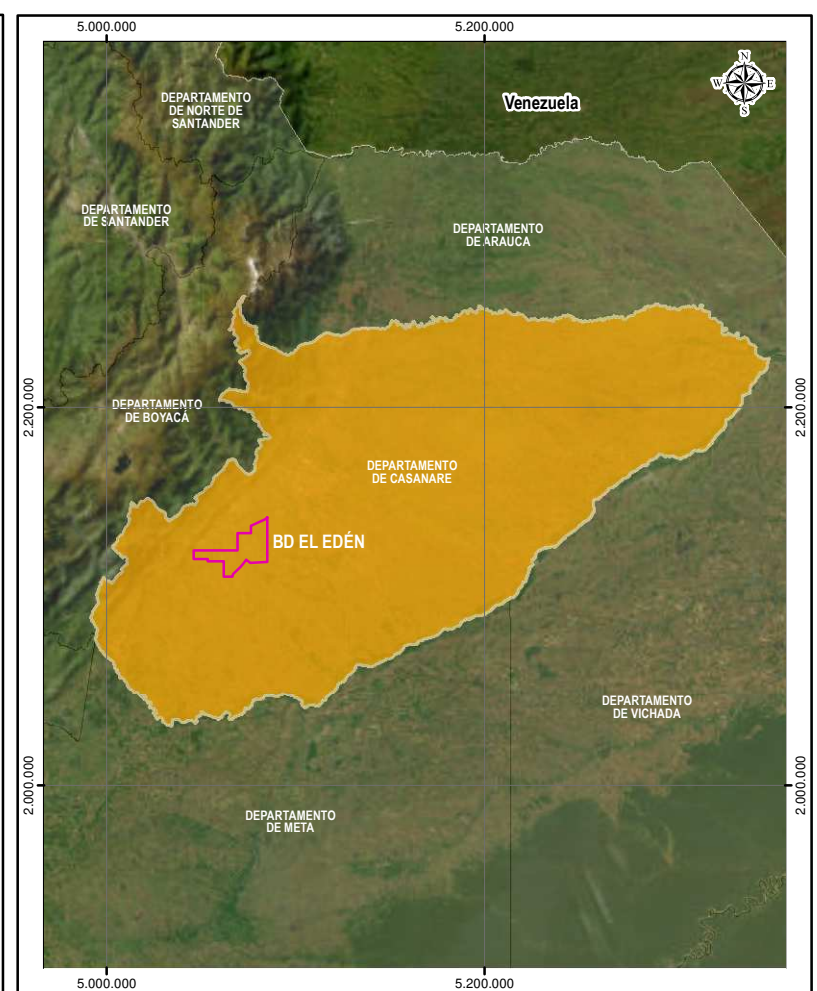 5.000.000
5.200.000
N
W
E
S
DEPARTAMENTO
DE NORTE DE
SANTANDER
Venezuela
DEPARTAMENTO
DE SANTANDER
DEPARTAMENTO
DE ARAUCA
2.200.000
2.200.000
DEPARTAMENTO
DE BOYACÁ
DEPARTAMENTO
DE CASANARE
BD EL EDÉN
DEPARTAMENTO
DE VICHADA
2.000.000
2.000.000
DEPARTAMENTO
DE META
5.000.000
5.200.000